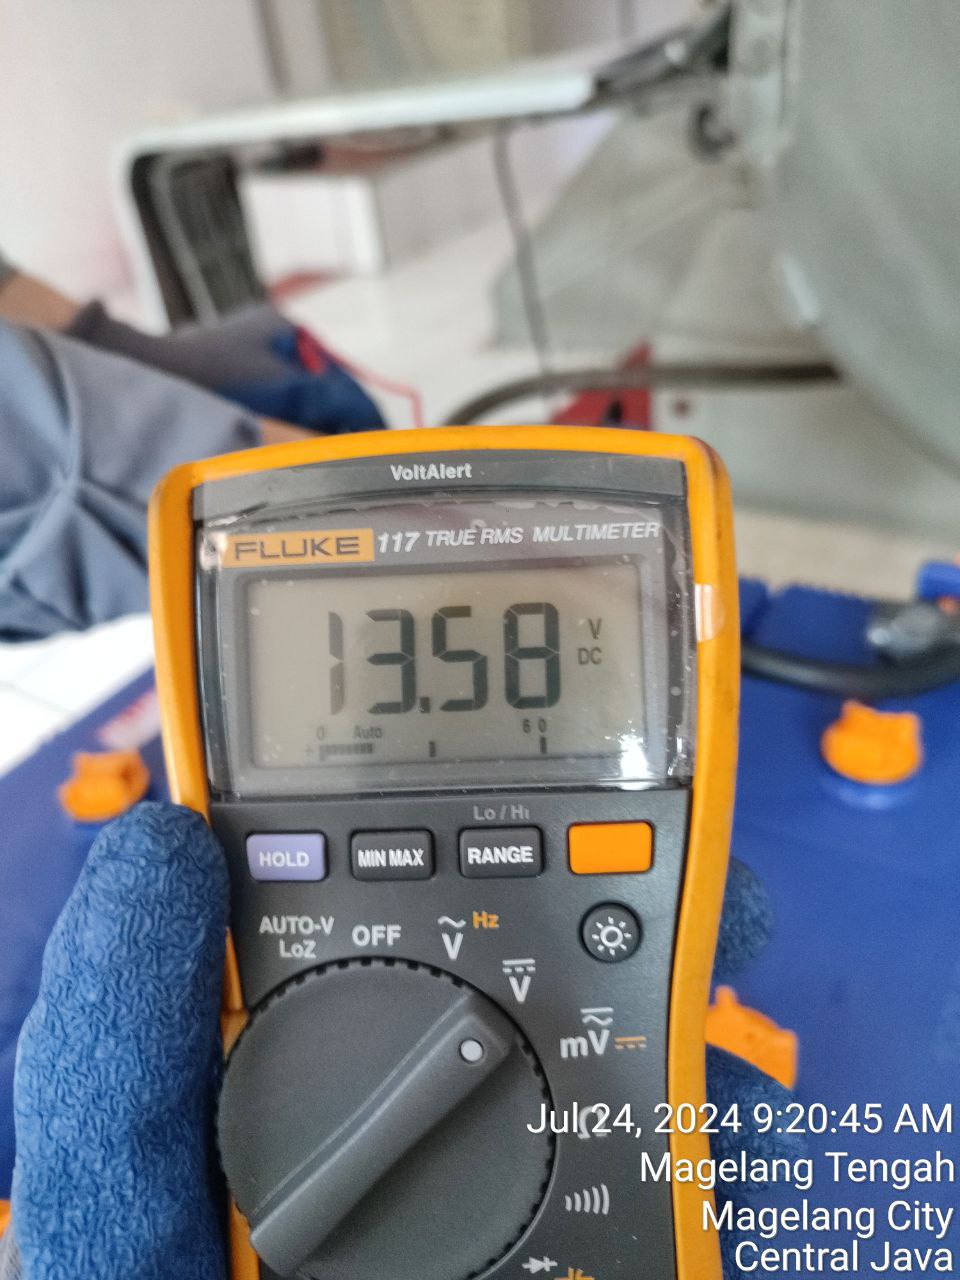 VoltAlert
FLUKE 117 TRUE RMS MULTIMETER
13.58 V DC
0 Auto 60
Lo / Hi
HOLD MIN MAX RANGE
AUTO-V LoZ
OFF
V Hz
V
mV
Ω
Jul 24, 2024 9:20:45 AM
Magelang Tengah
Magelang City
Central Java